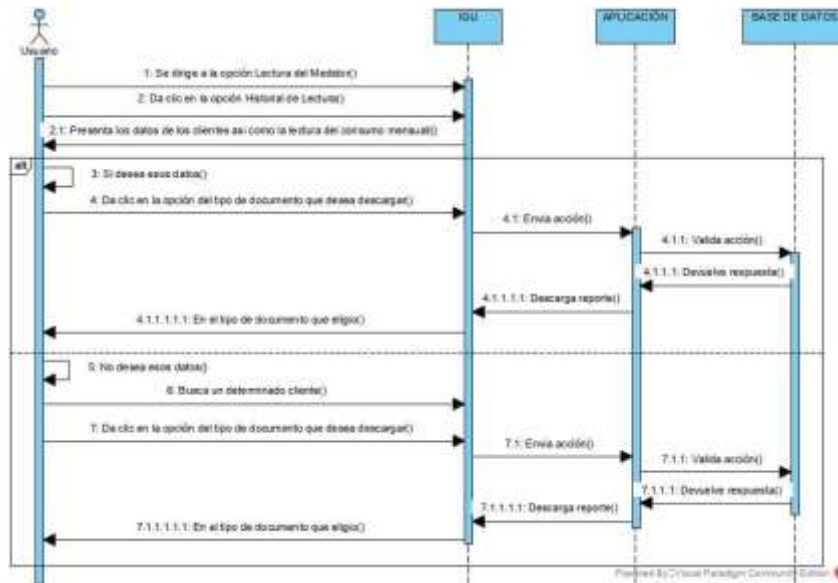 IGU
APLICACIÓN
BASE DE DATOS
Usuario
1: Se dirige a la opción Lectura del Medidor()
2: Da clic en la opción Historial de Lectura()
2.1: Presenta los datos de los clientes así como la lectura del consumo mensual()
alt
3: Si desea esos datos()
4: Da clic en la opción del tipo de documento que desea descargar()
4.1: Envia acción()
4.1.1: Valida acción()
4.1.1.1: Devuelve respuesta()
4.1.1.1.1: Descarga reporte()
4.1.1.1.1.1: En el tipo de documento que eligio()
5: No desea esos datos()
6: Busca un determinado cliente()
7: Da clic en la opción del tipo de documento que desea descargar()
7.1: Envia acción()
7.1.1: Valida acción()
7.1.1.1: Devuelve respuesta()
7.1.1.1.1: Descarga reporte()
7.1.1.1.1.1: En el tipo de documento que eligio()
Powered By Visual Paradigm Community Edition